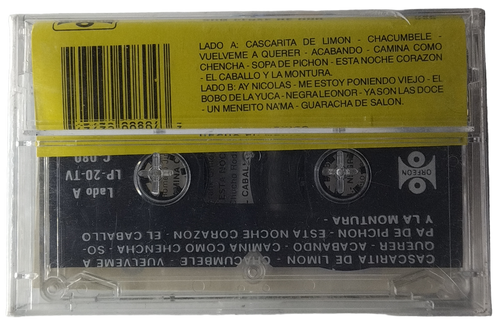 LADO A: CASCARITA DE LIMON - CHACUMBELE -
VUELVEME A QUERER - ACABANDO - CAMINA COMO
CHENCHA - SOPA DE PICHON - ESTA NOCHE CORAZON
- EL CABALLO Y LA MONTURA.
LADO B: AY NICOLAS - ME ESTOY PONIENDO VIEJO - EL
BOBO DE LA YUCA - NEGRA LEONOR - YA SON LAS DOCE
- UN MENEITO NA'MA - GUARACHA DE SALON.
ORFEON
Lado A
LP-20-TV
CASCARITA DE LIMON - CHACUMBELE - VUELVEME A
QUERER - ACABANDO - CAMINA COMO CHENCHA - SO-
PA DE PICHON - ESTA NOCHE CORAZON - EL CABALLO
Y LA MONTURA -